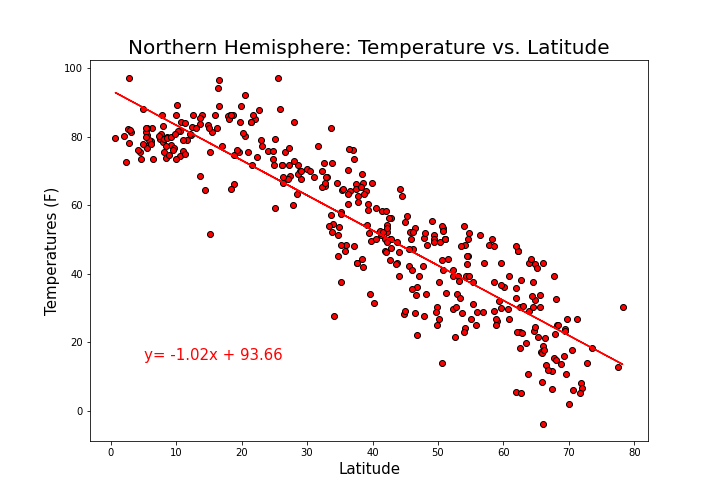 Northern Hemisphere: Temperature vs. Latitude
100
80
60
40
20
0
Temperatures (F)
y= -1.02x + 93.66
0 10 20 30 40 50 60 70 80
Latitude